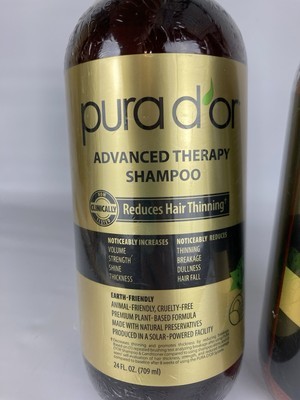 pura d'or
ADVANCED THERAPY
SHAMPOO
CLINICALLY
TESTED
Reduces Hair Thinning†
NOTICEABLY INCREASES
VOLUME
STRENGTH
SHINE
THICKNESS
NOTICEABLY REDUCES
THINNING
BREAKAGE
DULLNESS
HAIR FALL
EARTH-FRIENDLY
ANIMAL-FRIENDLY, CRUELTY-FREE
PREMIUM PLANT-BASED FORMULA
MADE WITH NATURAL PRESERVATIVES
PRODUCED IN A SOLAR-POWERED FACILITY
24 FL. OZ. (709 ml)